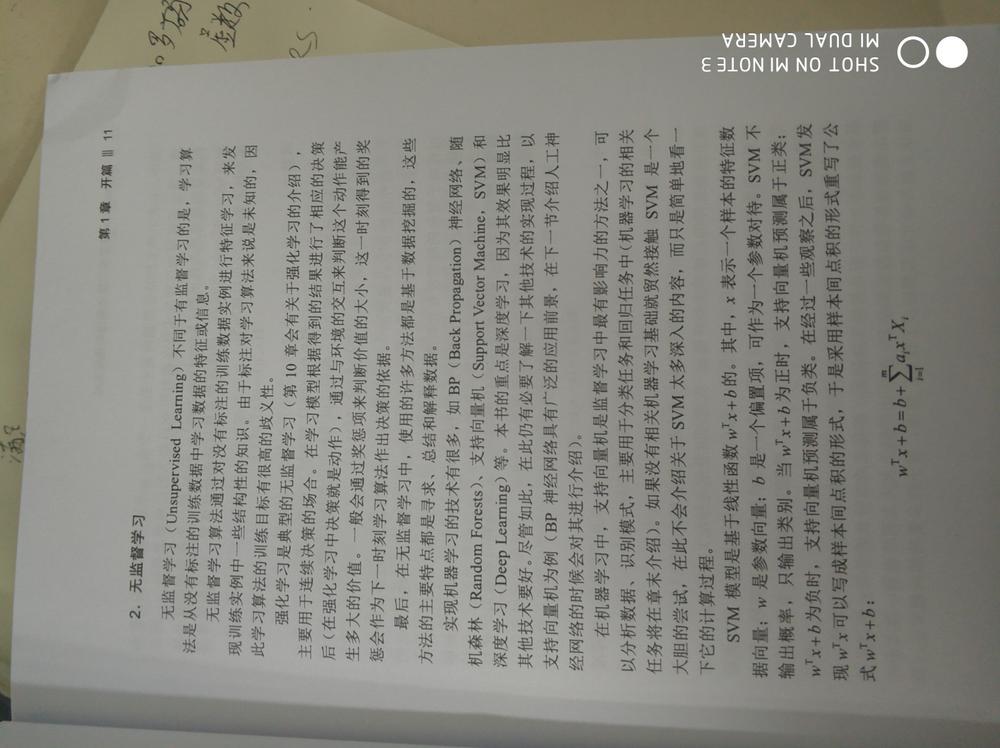 第 1 章　开篇 ||| 11
2．无监督学习
无监督学习（Unsupervised Learning）不同于有监督学习的是，学习算
法是从没有标注的训练数据中学习数据的特征或信息。
无监督学习算法通过对没有标注的训练数据实例进行特征学习，来发
现训练实例中一些结构性的知识。由于标注对学习算法来说是未知的，因
此学习算法的训练目标有很高的歧义性。
强化学习是典型的无监督学习（第 10 章会有关于强化学习的介绍），
主要用于连续决策的场合。在学习模型根据得到的结果进行了相应的决策
后（在强化学习中决策就是动作），通过与环境的交互来判断这个动作能产
生多大的价值。一般会通过奖惩项来判断价值的大小，这一时刻得到的奖
惩会作为下一时刻学习算法作出决策的依据。
最后，在无监督学习中，使用的许多方法都是基于数据挖掘的，这些
方法的主要特点都是寻求、总结和解释数据。
实现机器学习的技术有很多，如 BP（Back Propagation）神经网络、随
机森林（Random Forests）、支持向量机（Support Vector Machine，SVM）和
深度学习（Deep Learning）等。本书的重点是深度学习，因为其效果明显比
其他技术要好。尽管如此，在此仍有必要了解一下其他技术的实现过程，以
支持向量机为例（BP 神经网络具有广泛的应用前景，在下一节介绍人工神
经网络的时候会对其进行介绍）。
在机器学习中，支持向量机是监督学习中最有影响力的方法之一，可
以分析数据、识别模式，主要用于分类任务和回归任务中（机器学习的相关
任务将在章末介绍）。如果没有相关机器学习基础就贸然接触 SVM 是一个
大胆的尝试，在此不会介绍关于 SVM 太多深入的内容，而只是简单地看一
下它的计算过程。
SVM 模型是基于线性函数 wᵀx+b 的。其中，x 表示一个样本的特征数
据向量；w 是参数向量；b 是一个偏置项，可作为一个参数对待。SVM 不
输出概率，只输出类别。当 wᵀx+b 为正时，支持向量机预测属于正类；
wᵀx+b 为负时，支持向量机预测属于负类。在经过一些观察之后，SVM 发
现 wᵀx 可以写成样本间点积的形式，于是采用样本间点积的形式重写了公
式 wᵀx+b：
wᵀx+b=b+∑ᵢ₌₁ᵐ aᵢxᵀXᵢ
SHOT ON MI NOTE 3
MI DUAL CAMERA